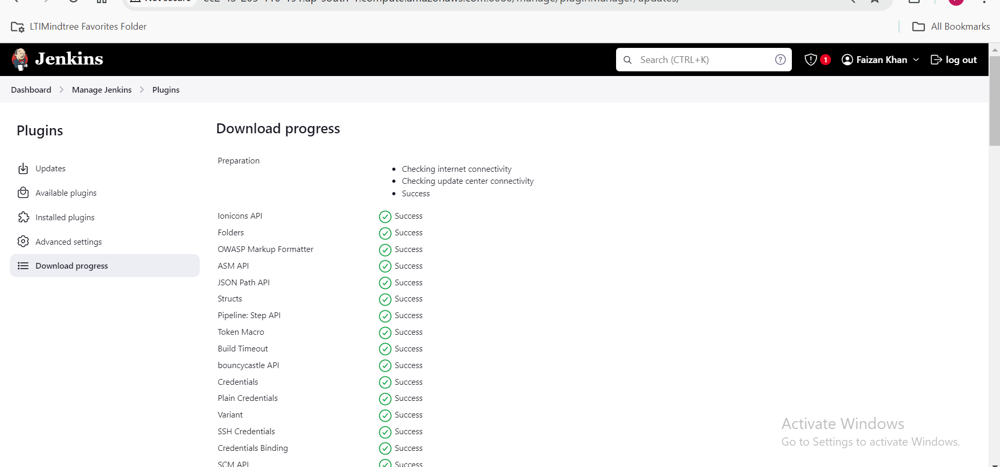 LTIMindtree Favorites Folder
All Bookmarks
Jenkins
Search (CTRL+K)
?
1
Faizan Khan
log out
Dashboard
Manage Jenkins
Plugins
Plugins
Updates
Available plugins
Installed plugins
Advanced settings
Download progress
Download progress
Preparation
Checking internet connectivity
Checking update center connectivity
Success
Ionicons API Success
Folders Success
OWASP Markup Formatter Success
ASM API Success
JSON Path API Success
Structs Success
Pipeline: Step API Success
Token Macro Success
Build Timeout Success
bouncycastle API Success
Credentials Success
Plain Credentials Success
Variant Success
SSH Credentials Success
Credentials Binding Success
SCM API Success
Activate Windows
Go to Settings to activate Windows.